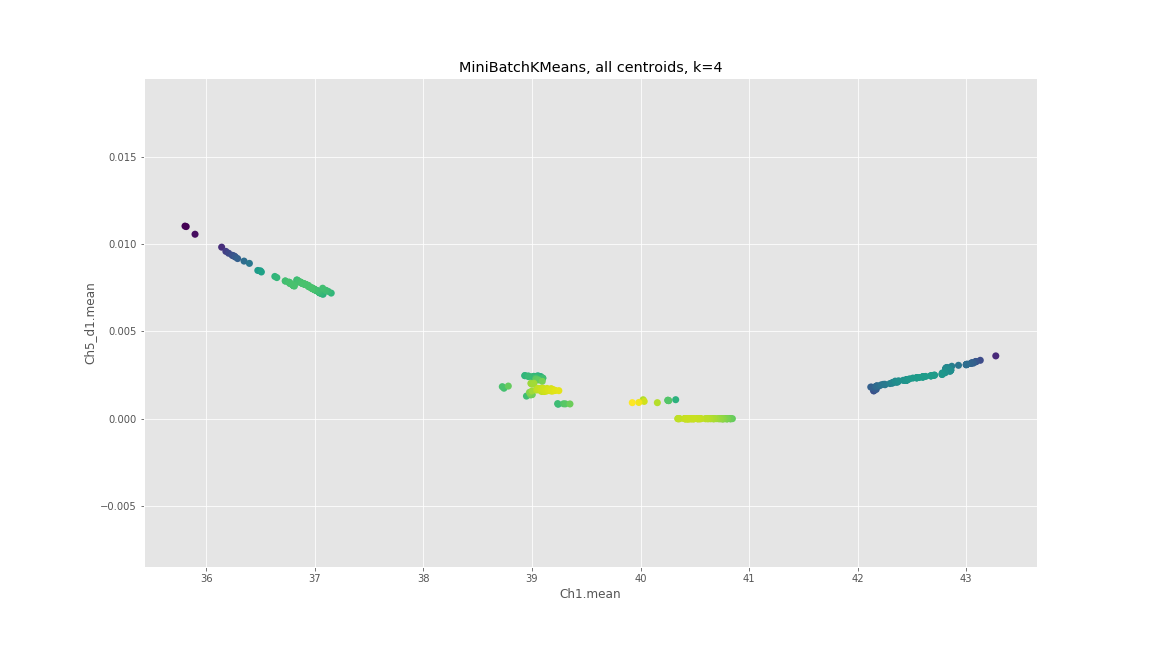 MiniBatchKMeans, all centroids, k=4
0.015
0.010
0.005
0.000
−0.005
Ch5_d1.mean
36 37 38 39 40 41 42 43
Ch1.mean